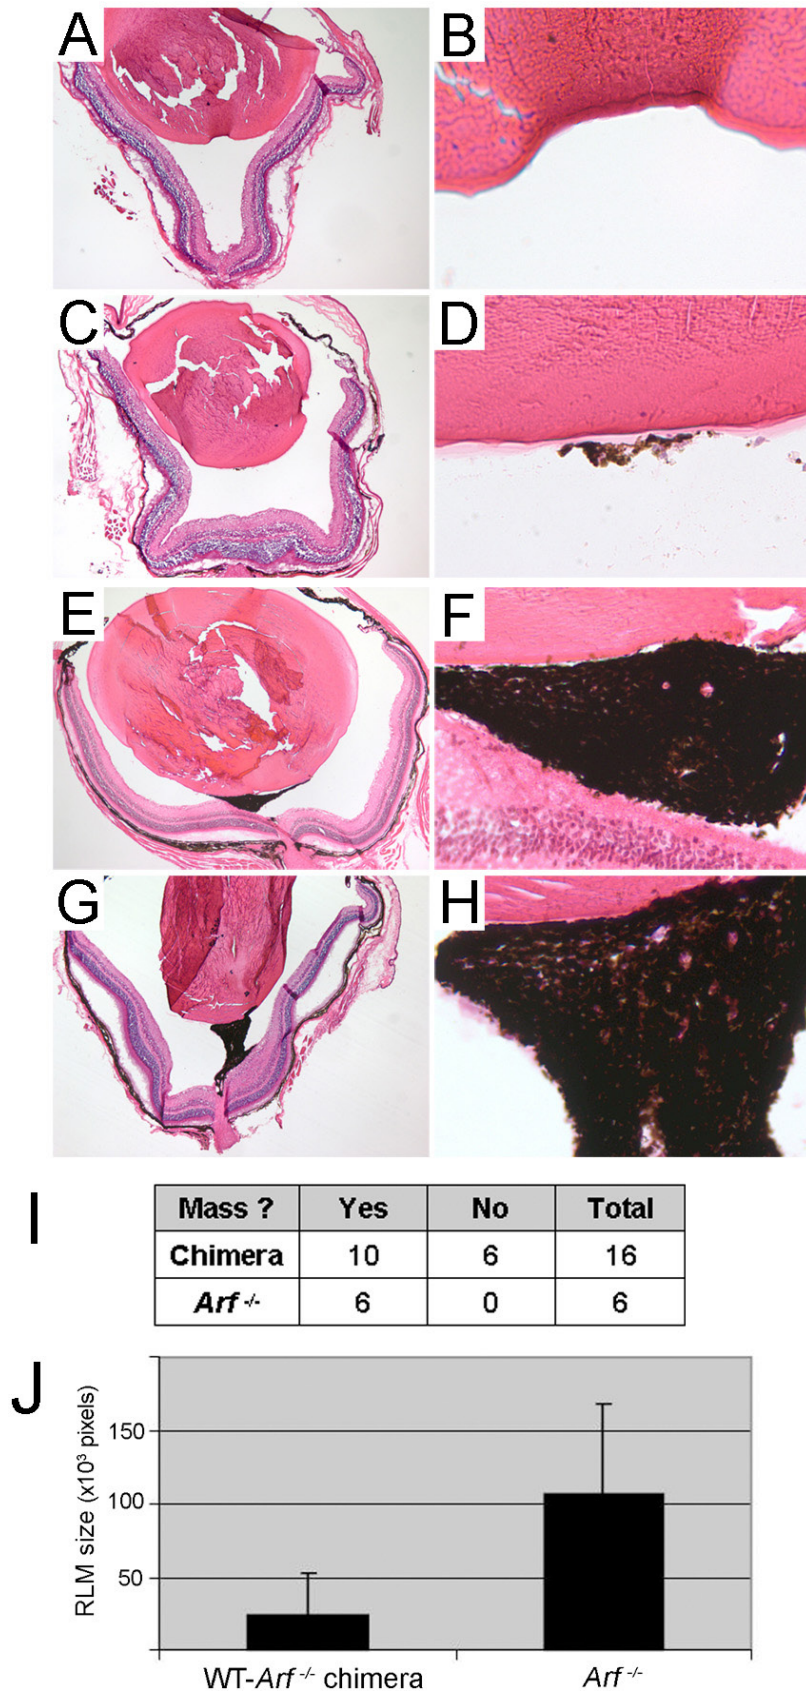 A
B
C
D
E
F
G
H
I
Mass ? Yes No Total
Chimera 10 6 16
Arf -/- 6 0 6
J
RLM size (x10³ pixels)
150
100
50
WT-Arf -/- chimera
Arf -/-